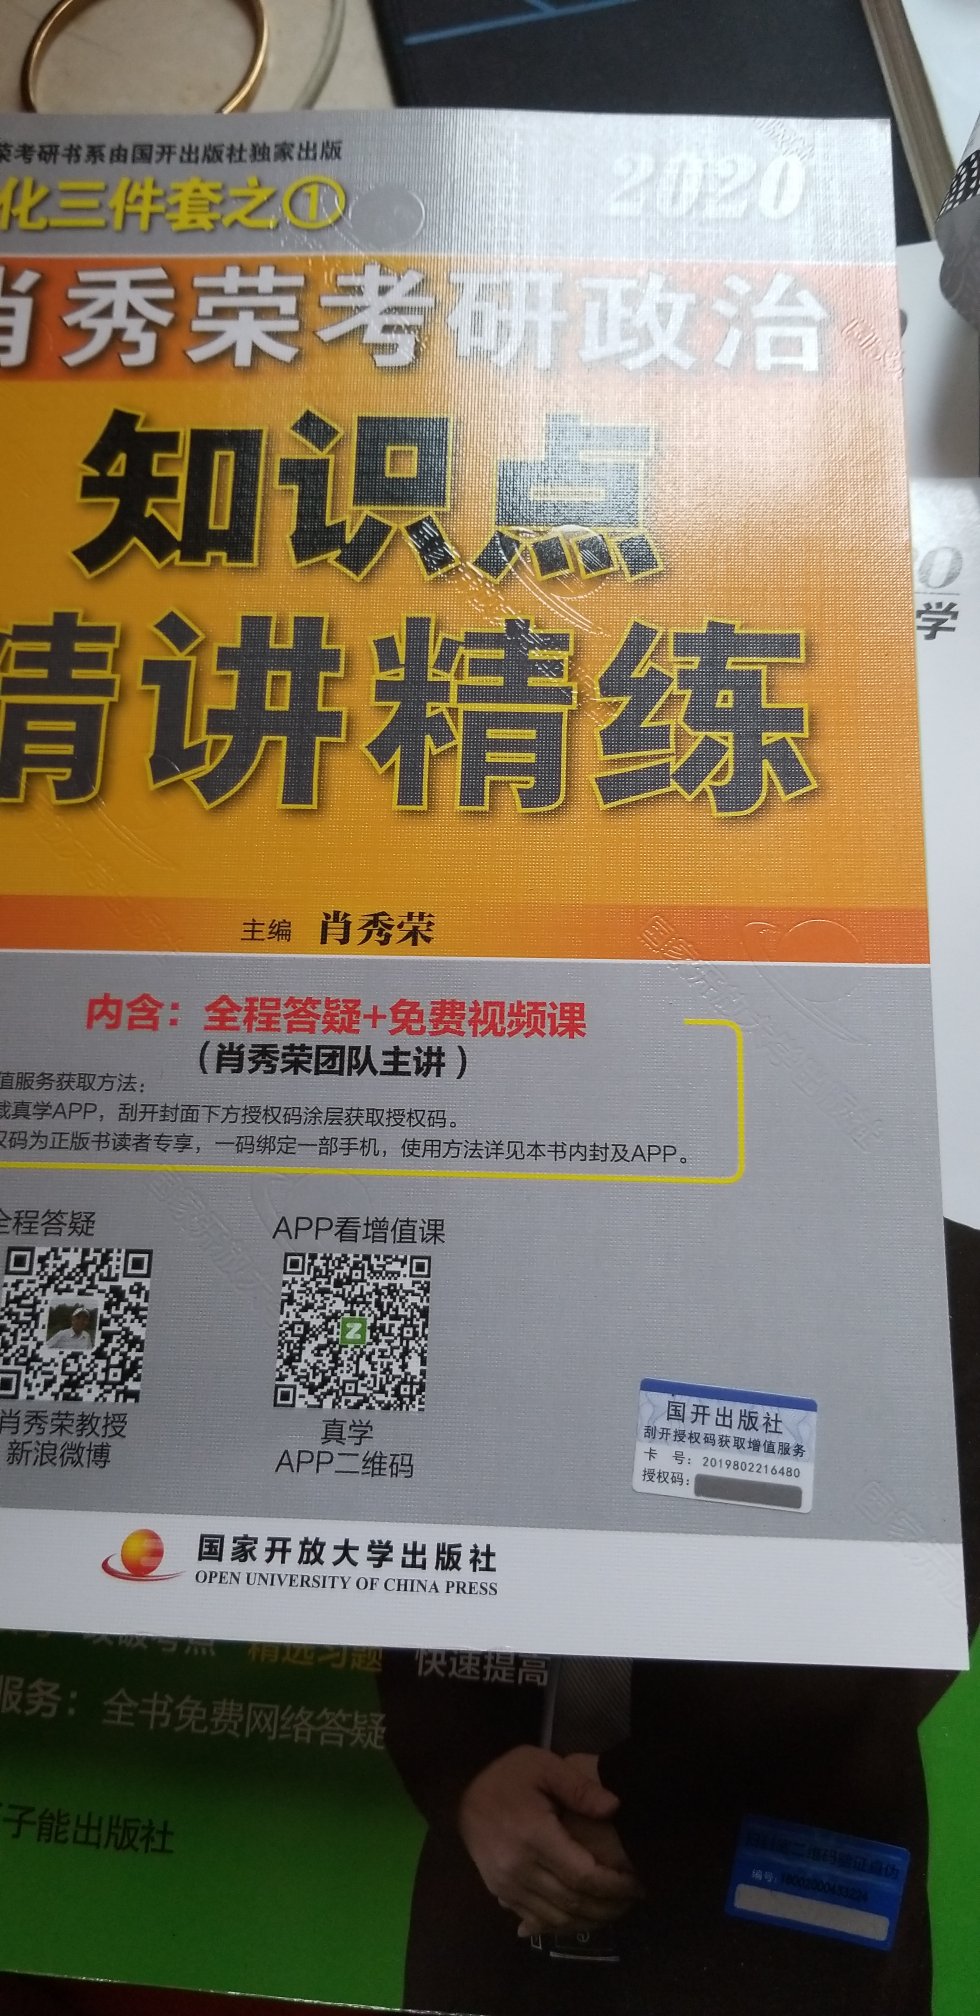 荣考研书系由国开出版社独家出版
2020
化三件套之①
肖秀荣考研政治
知识点
精讲精练
主编 肖秀荣
内含：全程答疑+免费视频课
（肖秀荣团队主讲）
值服务获取方法：
载真学APP，刮开封面下方授权码涂层获取授权码。
权码为正版书读者专享，一码绑定一部手机，使用方法详见本书内封及APP。
全程答疑
APP看增值课
肖秀荣教授
新浪微博
真学
APP二维码
国开出版社
刮开授权码获取增值服务
卡 号：2019802216480
授权码：
国家开放大学出版社
OPEN UNIVERSITY OF CHINA PRESS
学
精选习题 快速提高
服务：全书免费网络答疑
子能出版社
编号